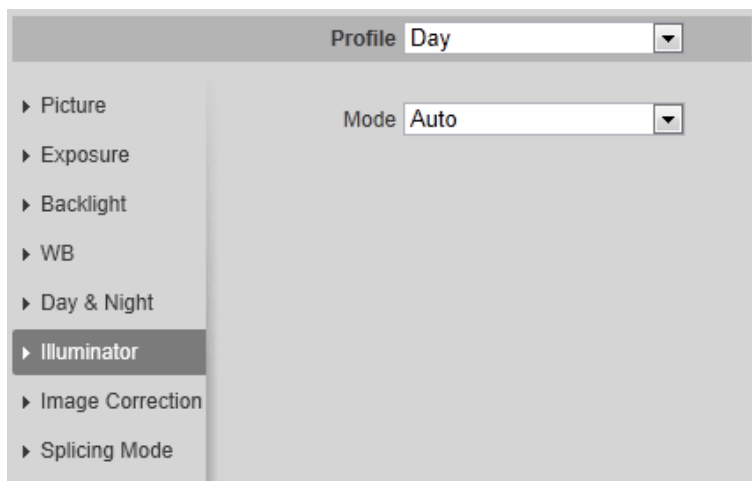 Profile Day
Picture
Mode Auto
Exposure
Backlight
WB
Day & Night
Illuminator
Image Correction
Splicing Mode